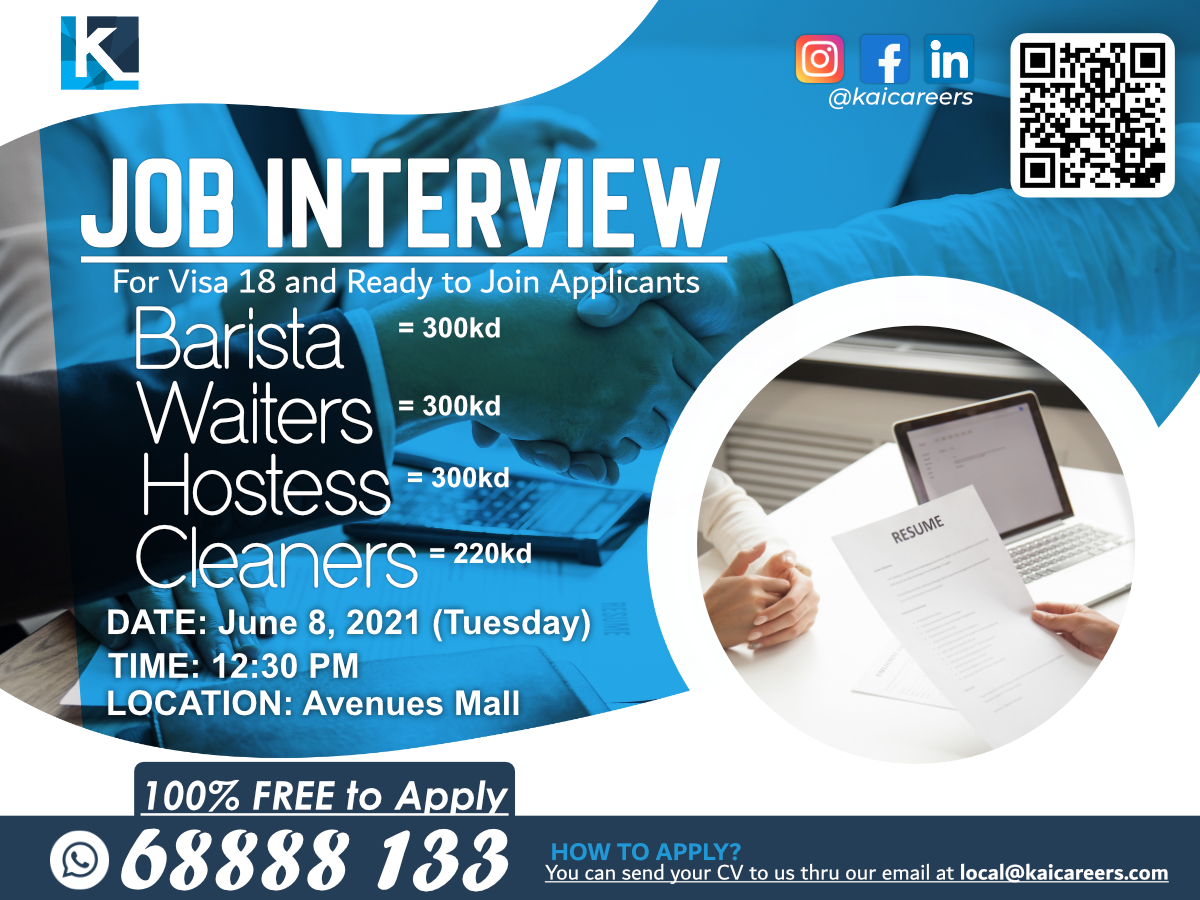 K
@kaicareers
JOB INTERVIEW
For Visa 18 and Ready to Join Applicants
Barista = 300kd
Waiters = 300kd
Hostess = 300kd
Cleaners = 220kd
DATE: June 8, 2021 (Tuesday)
TIME: 12:30 PM
LOCATION: Avenues Mall
RESUME
RESUME
100% FREE to Apply
68888 133
HOW TO APPLY?
You can send your CV to us thru our email at local@kaicareers.com